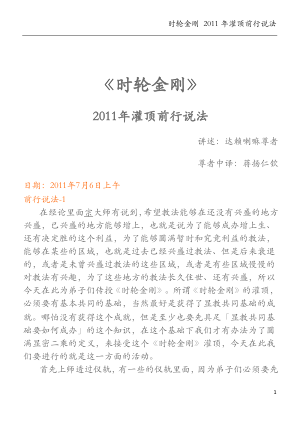 时轮金刚 2011 年灌顶前行说法
《时轮金刚》
2011年灌顶前行说法
讲述：达赖喇嘛尊者
尊者中译：蒋扬仁钦
日期：2011年7月6日上午
前行说法-1
在经论里面宗大师有说到，希望教法能够在还没有兴盛的地方
兴盛，已兴盛的地方能够增上，也就是说为了能够成办增上生、
还有决定胜的这个利益，为了能够圆满暂时和究竟利益的教法，
能够在某些的区域，也就是过去已经兴盛过教法、但是后来衰退
的，或者是未曾兴盛过教法的这些区域，或者是有些区域慢慢的
对教法有兴趣，为了这些地方的教法长久住世、还有兴盛，所以
今天在此为弟子们传授《时轮金刚》。所谓《时轮金刚》的灌顶，
必须要有基本共同的基础，当然最好是获得了显教共同基础的成
就。哪怕没有获得这个成就，但是至少也要先具足「显教共同基
础要如何成办」的这个知识，在这个基础下我们才有办法为了圆
满显密二乘的定义，来接受这个《时轮金刚》灌顶，今天在此我
们要进行的就是这一方面的活动。
首先上师透过仪轨，有一些的仪轨里面，因为弟子们必须要先
1